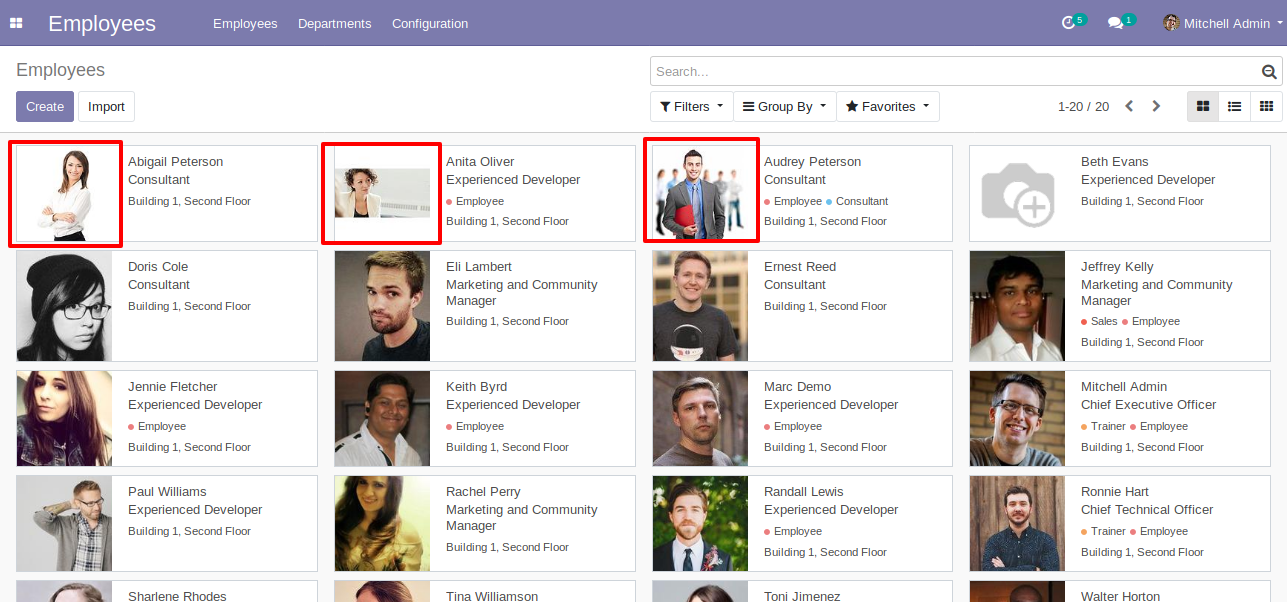 Employees
Employees Departments Configuration
5
1
Mitchell Admin
Employees
Search...
Create Import
Filters Group By Favorites
1-20 / 20
Abigail Peterson
Consultant
Building 1, Second Floor
Anita Oliver
Experienced Developer
Employee
Building 1, Second Floor
Audrey Peterson
Consultant
Employee Consultant
Building 1, Second Floor
Beth Evans
Experienced Developer
Building 1, Second Floor
Doris Cole
Consultant
Building 1, Second Floor
Eli Lambert
Marketing and Community
Manager
Building 1, Second Floor
Ernest Reed
Consultant
Building 1, Second Floor
Jeffrey Kelly
Marketing and Community
Manager
Sales Employee
Building 1, Second Floor
Jennie Fletcher
Experienced Developer
Employee
Building 1, Second Floor
Keith Byrd
Experienced Developer
Employee
Building 1, Second Floor
Marc Demo
Experienced Developer
Employee
Building 1, Second Floor
Mitchell Admin
Chief Executive Officer
Trainer Employee
Building 1, Second Floor
Paul Williams
Experienced Developer
Building 1, Second Floor
Rachel Perry
Marketing and Community
Manager
Building 1, Second Floor
Randall Lewis
Experienced Developer
Employee
Building 1, Second Floor
Ronnie Hart
Chief Technical Officer
Trainer Employee
Building 1, Second Floor
Sharlene Rhodes
Tina Williamson
Toni Jimenez
Walter Horton